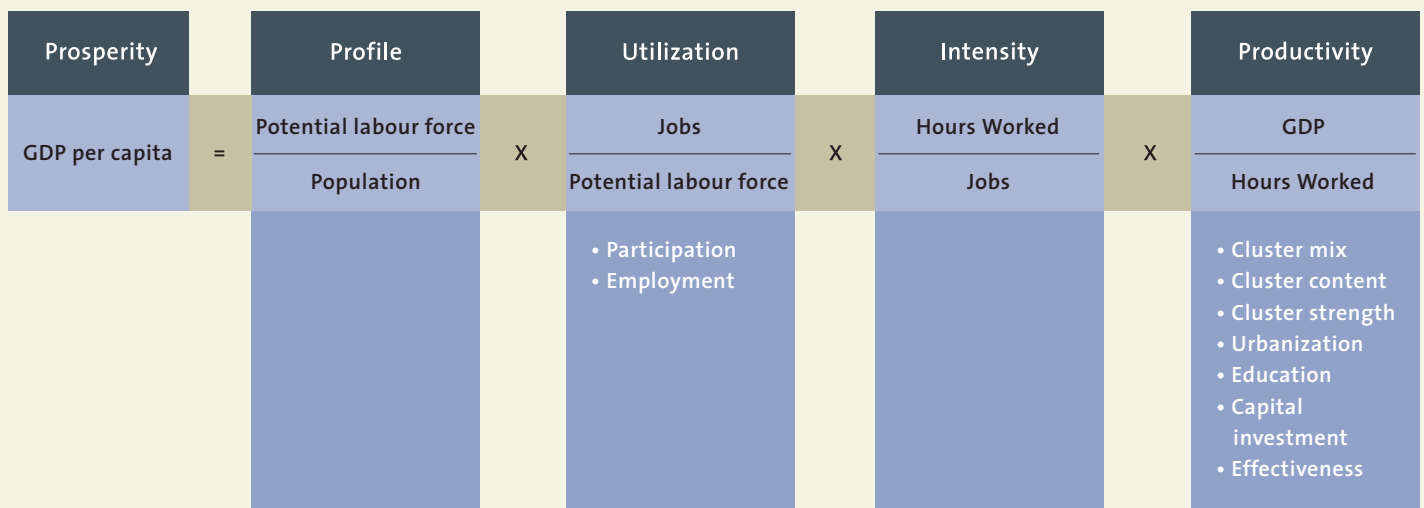 Prosperity
Profile
Utilization
Intensity
Productivity
GDP per capita
=
Potential labour force
Population
X
Jobs
Potential labour force
X
Hours Worked
Jobs
X
GDP
Hours Worked
• Participation
• Employment
• Cluster mix
• Cluster content
• Cluster strength
• Urbanization
• Education
• Capital
investment
• Effectiveness